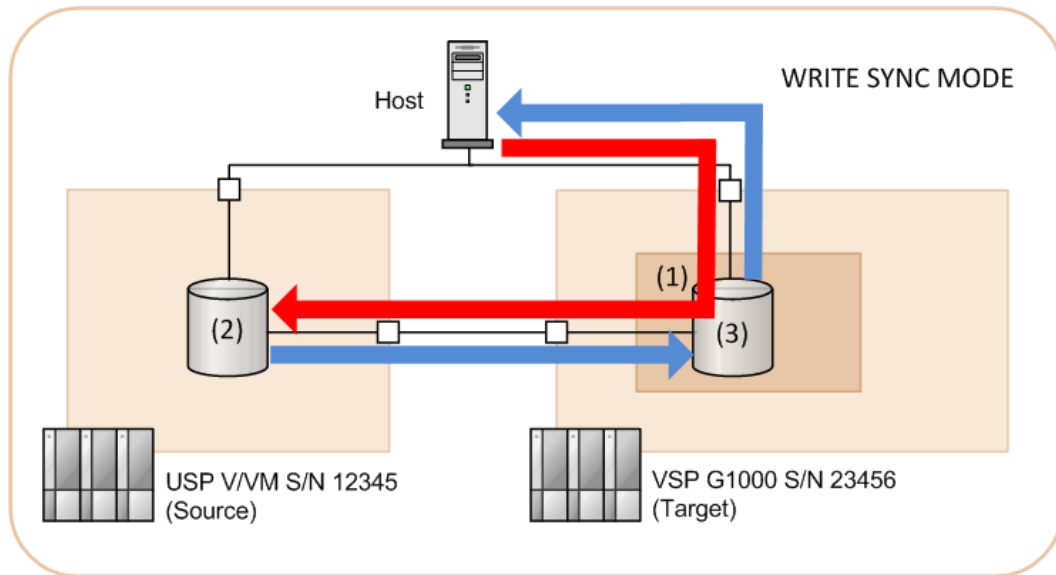 WRITE SYNC MODE
Host
(1)
(2)
(3)
USP V/VM S/N 12345
(Source)
VSP G1000 S/N 23456
(Target)